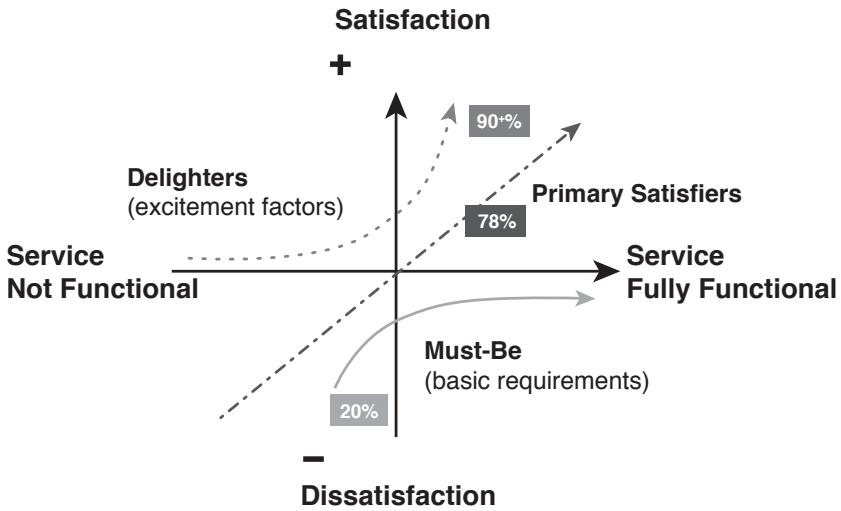 Satisfaction
+
90+%
Delighters
(excitement factors)
Primary Satisfiers
78%
Service
Not Functional
Service
Fully Functional
Must-Be
(basic requirements)
20%
–
Dissatisfaction